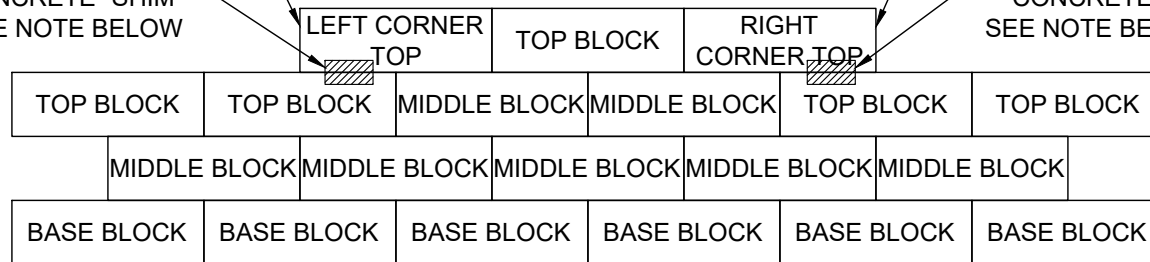 SHIM
NOTE BELOW
CONCRETE
SEE NOTE
LEFT CORNER
TOP
TOP BLOCK
RIGHT
CORNER TOP
TOP BLOCK
TOP BLOCK
MIDDLE BLOCK
MIDDLE BLOCK
TOP BLOCK
TOP BLOCK
MIDDLE BLOCK
MIDDLE BLOCK
MIDDLE BLOCK
MIDDLE BLOCK
MIDDLE BLOCK
BASE BLOCK
BASE BLOCK
BASE BLOCK
BASE BLOCK
BASE BLOCK
BASE BLOCK